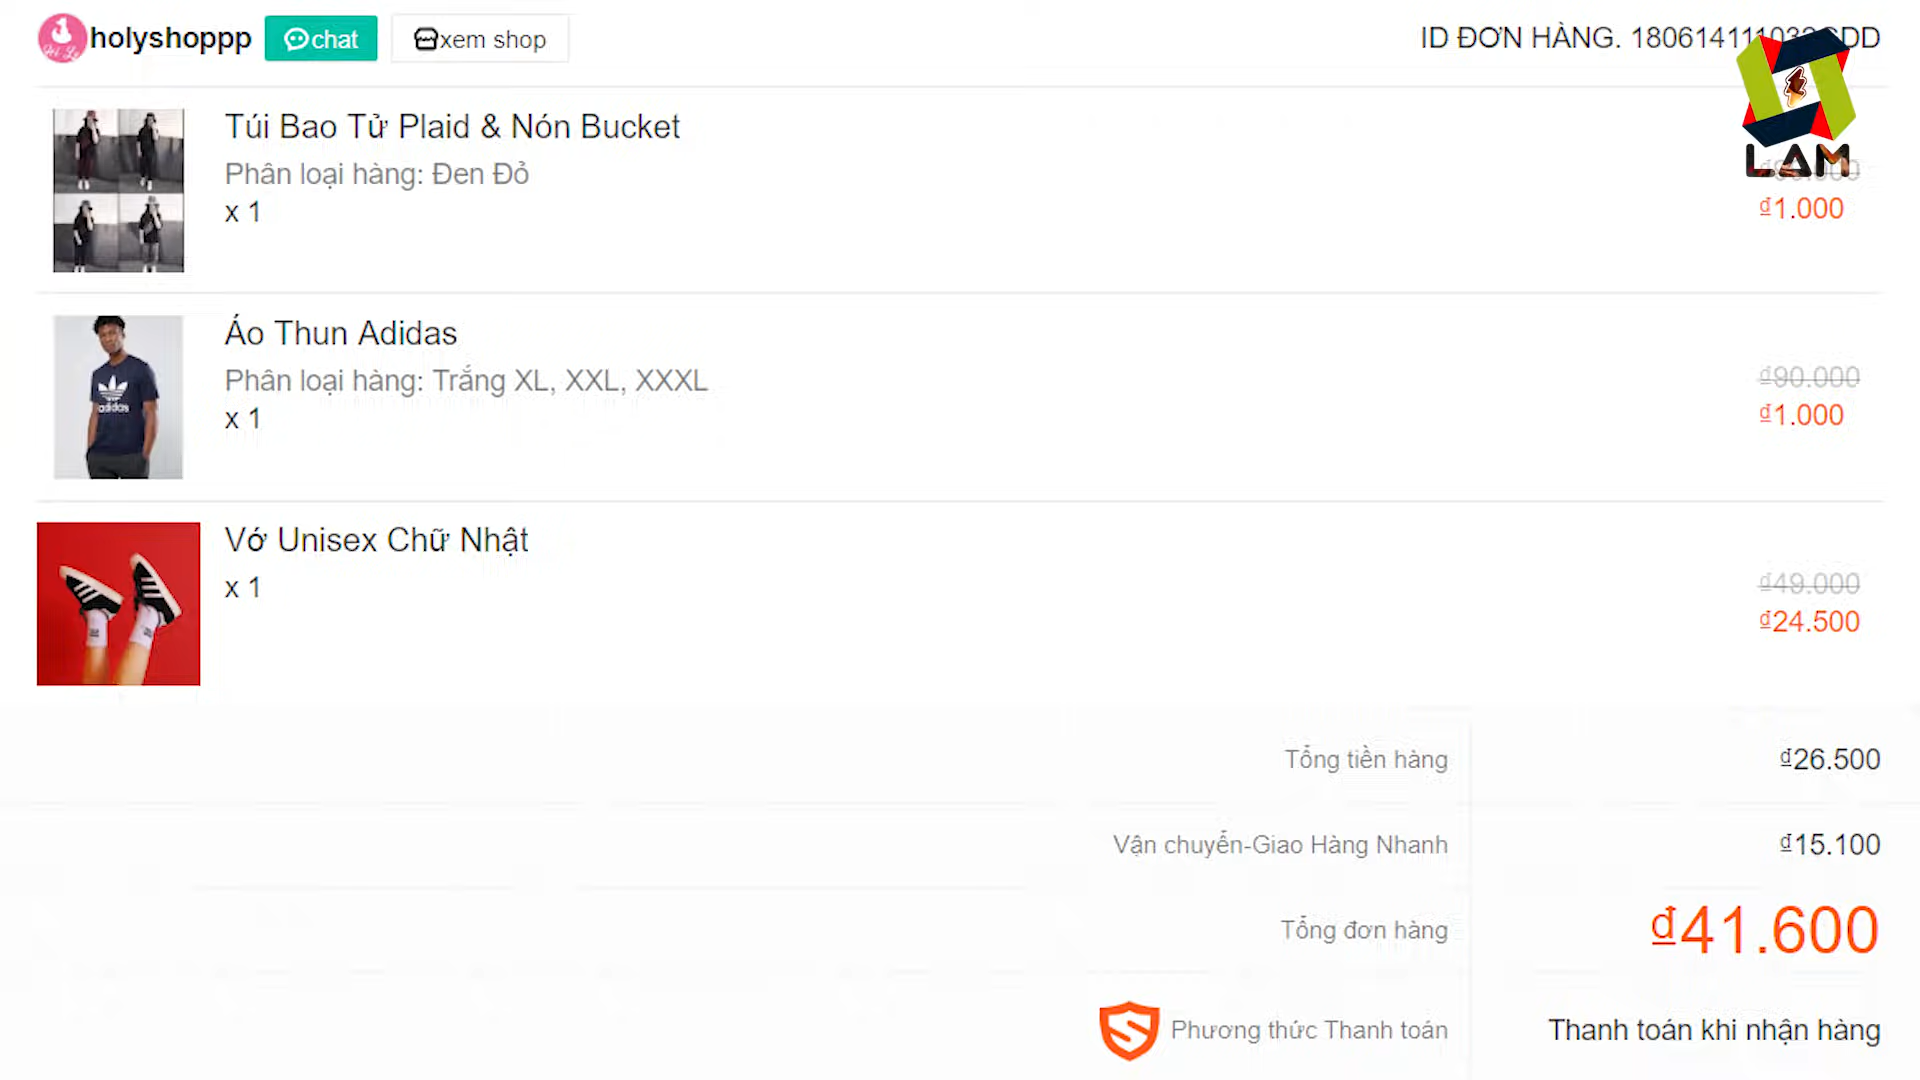 holyshoppp chat xem shop ID ĐƠN HÀNG.
LAM
Túi Bao Tử Plaid & Nón Bucket
Phân loại hàng: Đen Đỏ
x 1
₫1.000
Áo Thun Adidas
Phân loại hàng: Trắng XL, XXL, XXXL
x 1
₫90.000
₫1.000
adidas
Vớ Unisex Chữ Nhật
x 1
₫49.000
₫24.500
Tổng tiền hàng ₫26.500
Vận chuyển-Giao Hàng Nhanh ₫15.100
Tổng đơn hàng ₫41.600
Phương thức Thanh toán Thanh toán khi nhận hàng